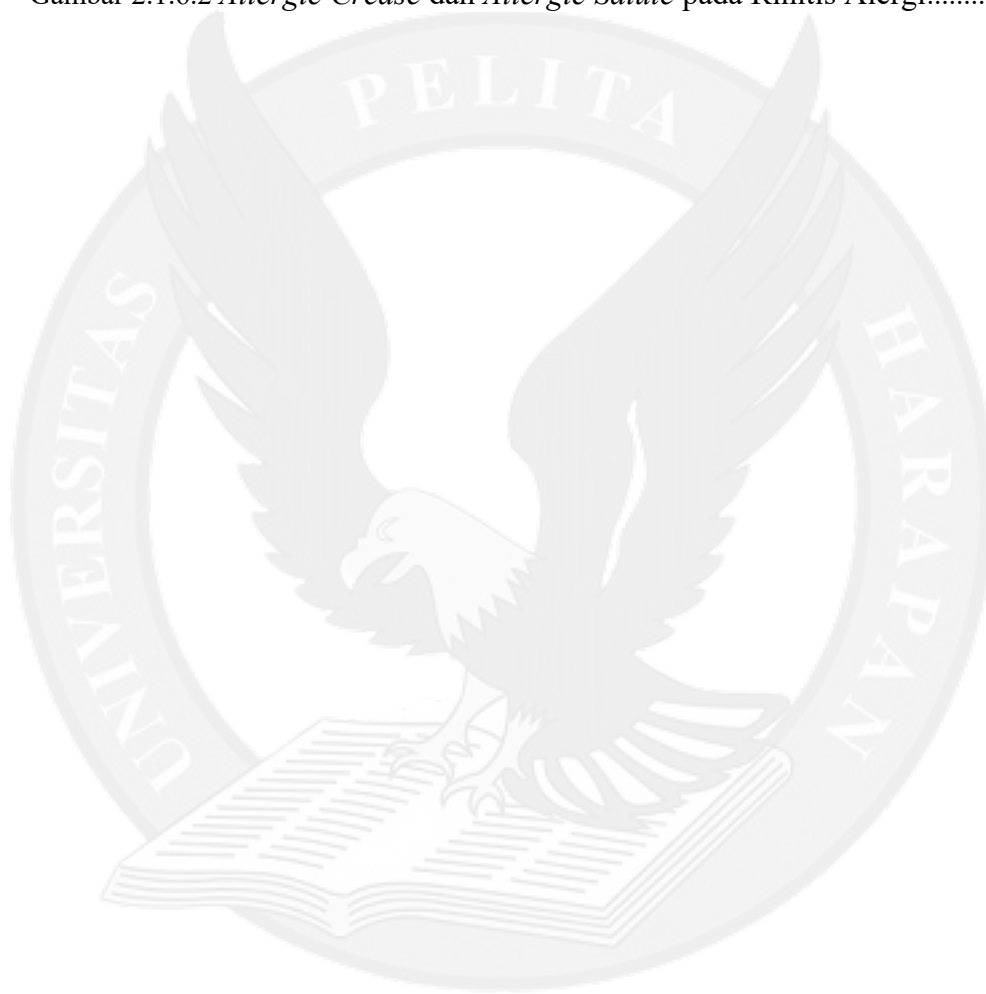 Gambar 2.1.6.2 Allergic Crease dan Allergic Salute pada Rinitis Alergi........
UNIVERSITAS PELITA HARAPAN